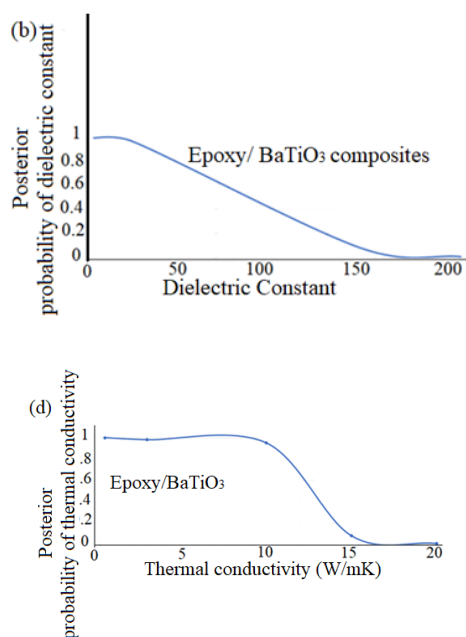 (b)
Posterior
probability of dielectric constant
1
0.8
0.6
0.4
0.2
0
Epoxy/ BaTiO3 composites
0
50
100
150
200
Dielectric Constant
(d)
Posterior
probability of thermal conductivity
1
.8
.6
.4
.2
0
Epoxy/BaTiO3
0
5
10
15
20
Thermal conductivity (W/mK)